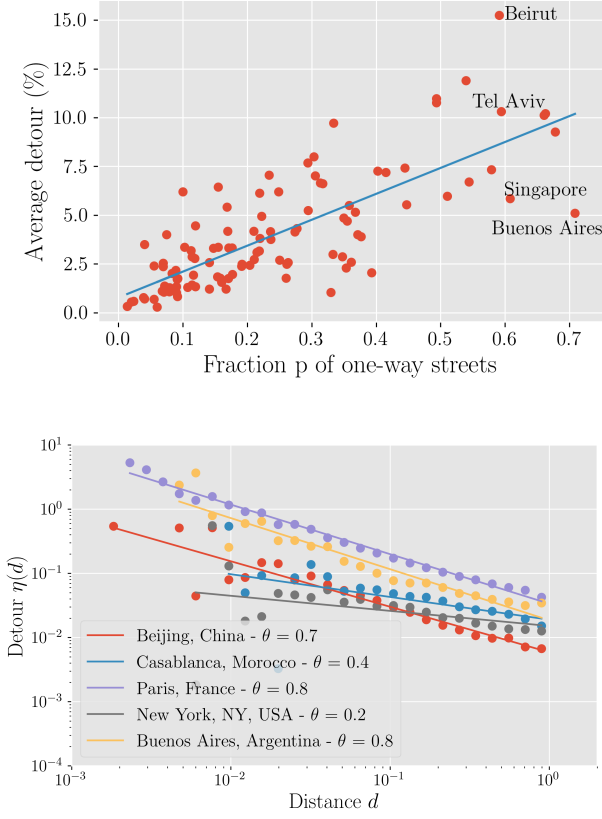 15.0
12.5
10.0
7.5
5.0
2.5
0.0
Average detour (%)
Beirut
Tel Aviv
Singapore
Buenos Aires
0.0 0.1 0.2 0.3 0.4 0.5 0.6 0.7
Fraction p of one-way streets
10^1
10^0
10^−1
10^−2
10^−3
10^−4
Detour η(d)
Beijing, China - θ = 0.7
Casablanca, Morocco - θ = 0.4
Paris, France - θ = 0.8
New York, NY, USA - θ = 0.2
Buenos Aires, Argentina - θ = 0.8
10^−3 10^−2 10^−1 10^0
Distance d